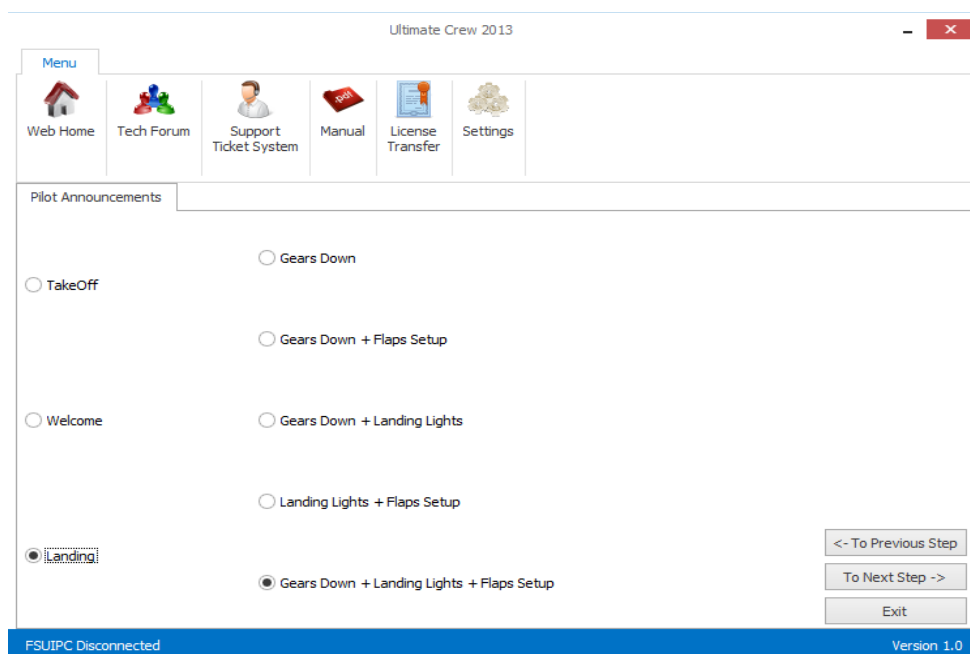 Ultimate Crew 2013
Menu
Web Home
Tech Forum
Support
Ticket System
.pdf
Manual
License
Transfer
Settings
Pilot Announcements
Gears Down
TakeOff
Gears Down + Flaps Setup
Welcome
Gears Down + Landing Lights
Landing Lights + Flaps Setup
<- To Previous Step
Landing
To Next Step ->
Gears Down + Landing Lights + Flaps Setup
Exit
FSUIPC Disconnected
Version 1.0